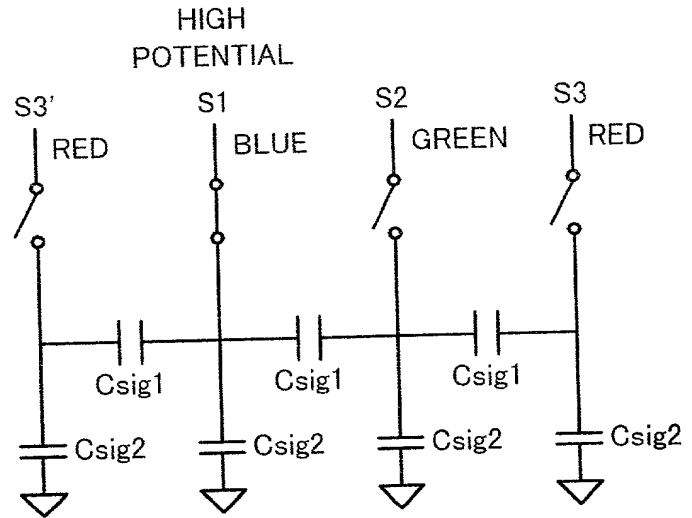 HIGH
POTENTIAL
S3' S1 S2 S3
RED BLUE GREEN RED
Csig1 Csig1 Csig1
Csig2 Csig2 Csig2 Csig2